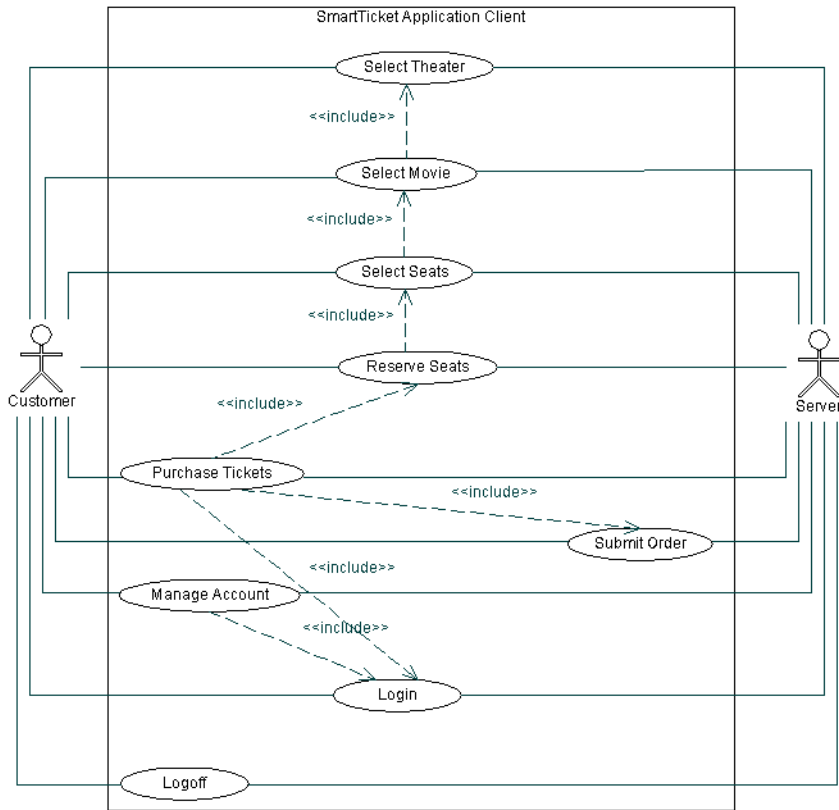 SmartTicket Application Client
Select Theater
<<include>>
Select Movie
<<include>>
Select Seats
<<include>>
Reserve Seats
Customer
Server
<<include>>
Purchase Tickets
<<include>>
Submit Order
<<include>>
Manage Account
<<include>>
Login
Logoff